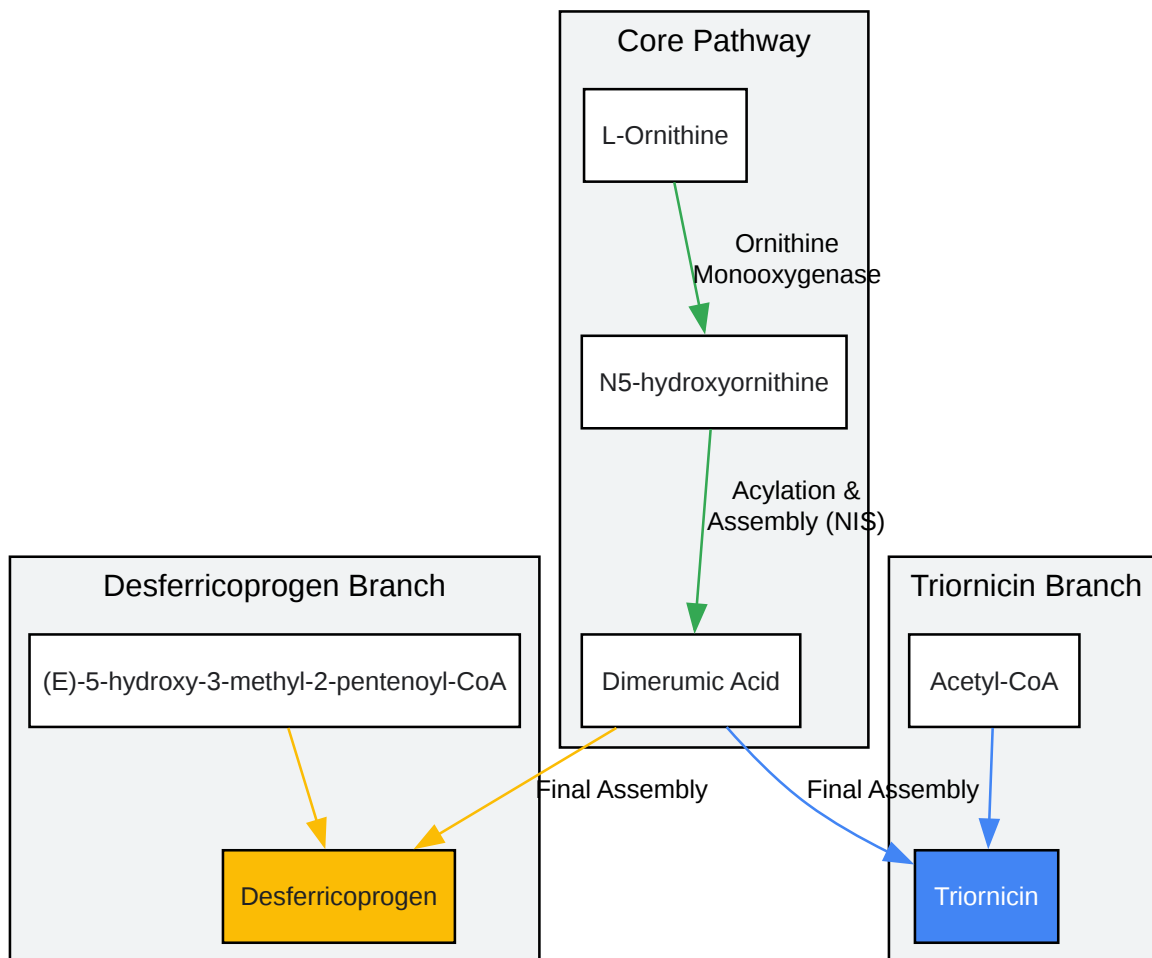 Core Pathway
L-Ornithine
Ornithine
Monooxygenase
N5-hydroxyornithine
Acylation &
Assembly (NIS)
Desferricoprogen Branch
Triornicin Branch
(E)-5-hydroxy-3-methyl-2-pentenoyl-CoA
Dimerumic Acid
Acetyl-CoA
Final Assembly
Final Assembly
Desferricoprogen
Triornicin